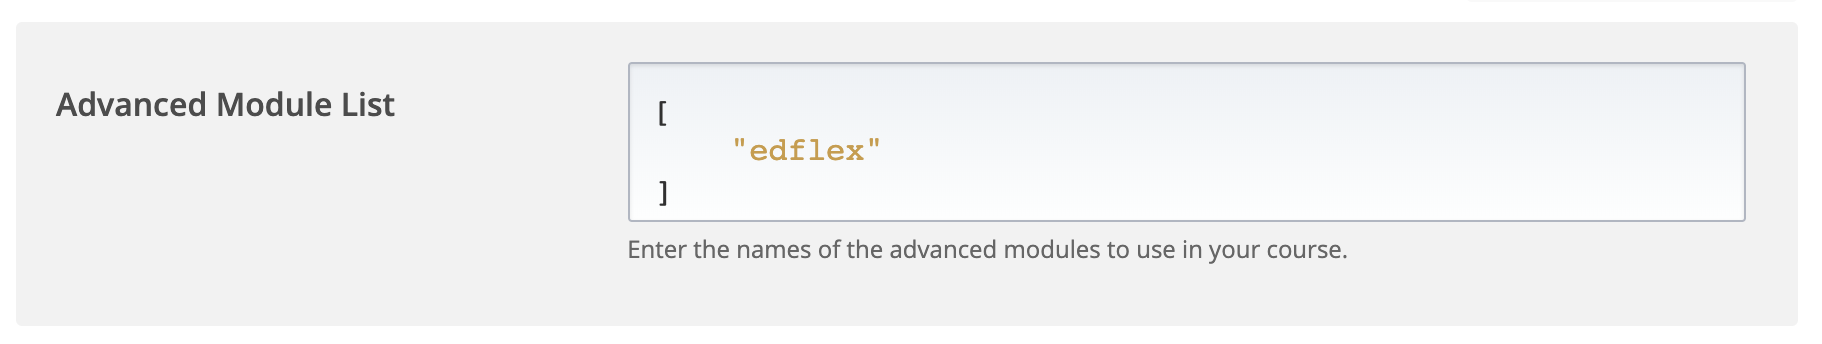 Advanced Module List
[
"edflex"
]
Enter the names of the advanced modules to use in your course.